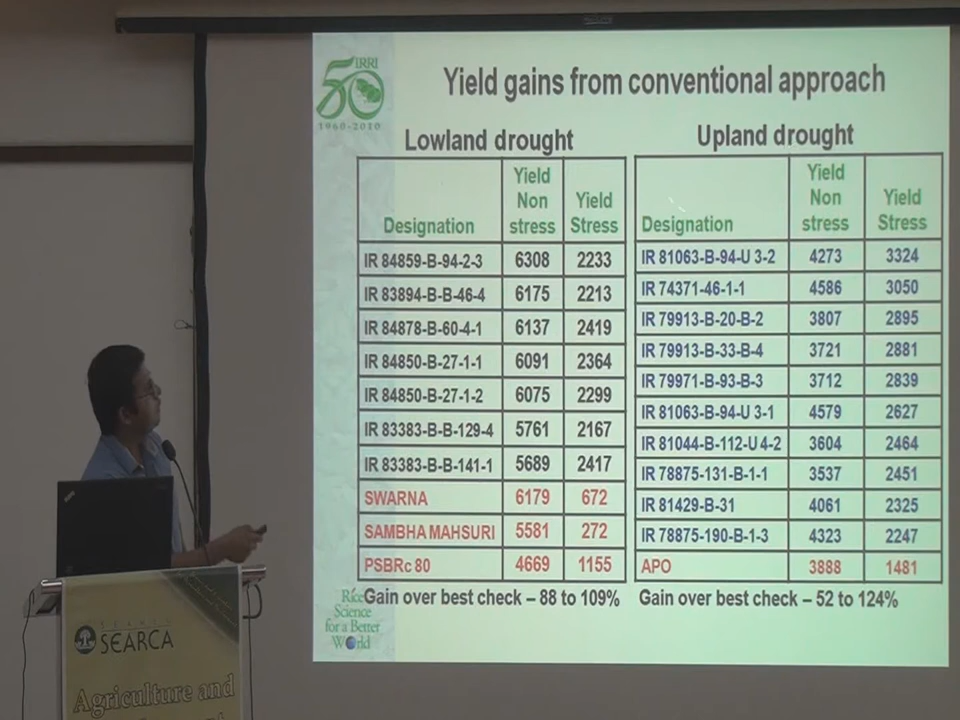 IRRI
50
1960-2010
Yield gains from conventional approach
Lowland drought
Designation Yield Non stress Yield Stress
IR 84859-B-94-2-3 6308 2233
IR 83894-B-B-46-4 6175 2213
IR 84878-B-60-4-1 6137 2419
IR 84850-B-27-1-1 6091 2364
IR 84850-B-27-1-2 6075 2299
IR 83383-B-B-129-4 5761 2167
IR 83383-B-B-141-1 5689 2417
SWARNA 6179 672
SAMBHA MAHSURI 5581 272
PSBRc 80 4669 1155
Gain over best check – 88 to 109%
Upland drought
Designation Yield Non stress Yield Stress
IR 81063-B-94-U 3-2 4273 3324
IR 74371-46-1-1 4586 3050
IR 79913-B-20-B-2 3807 2895
IR 79913-B-33-B-4 3721 2881
IR 79971-B-93-B-3 3712 2839
IR 81063-B-94-U 3-1 4579 2627
IR 81044-B-112-U 4-2 3604 2464
IR 78875-131-B-1-1 3537 2451
IR 81429-B-31 4061 2325
IR 78875-190-B-1-3 4323 2247
APO 3888 1481
Gain over best check – 52 to 124%
Rice
Science
for a Better
World
SEARCA
Agriculture and